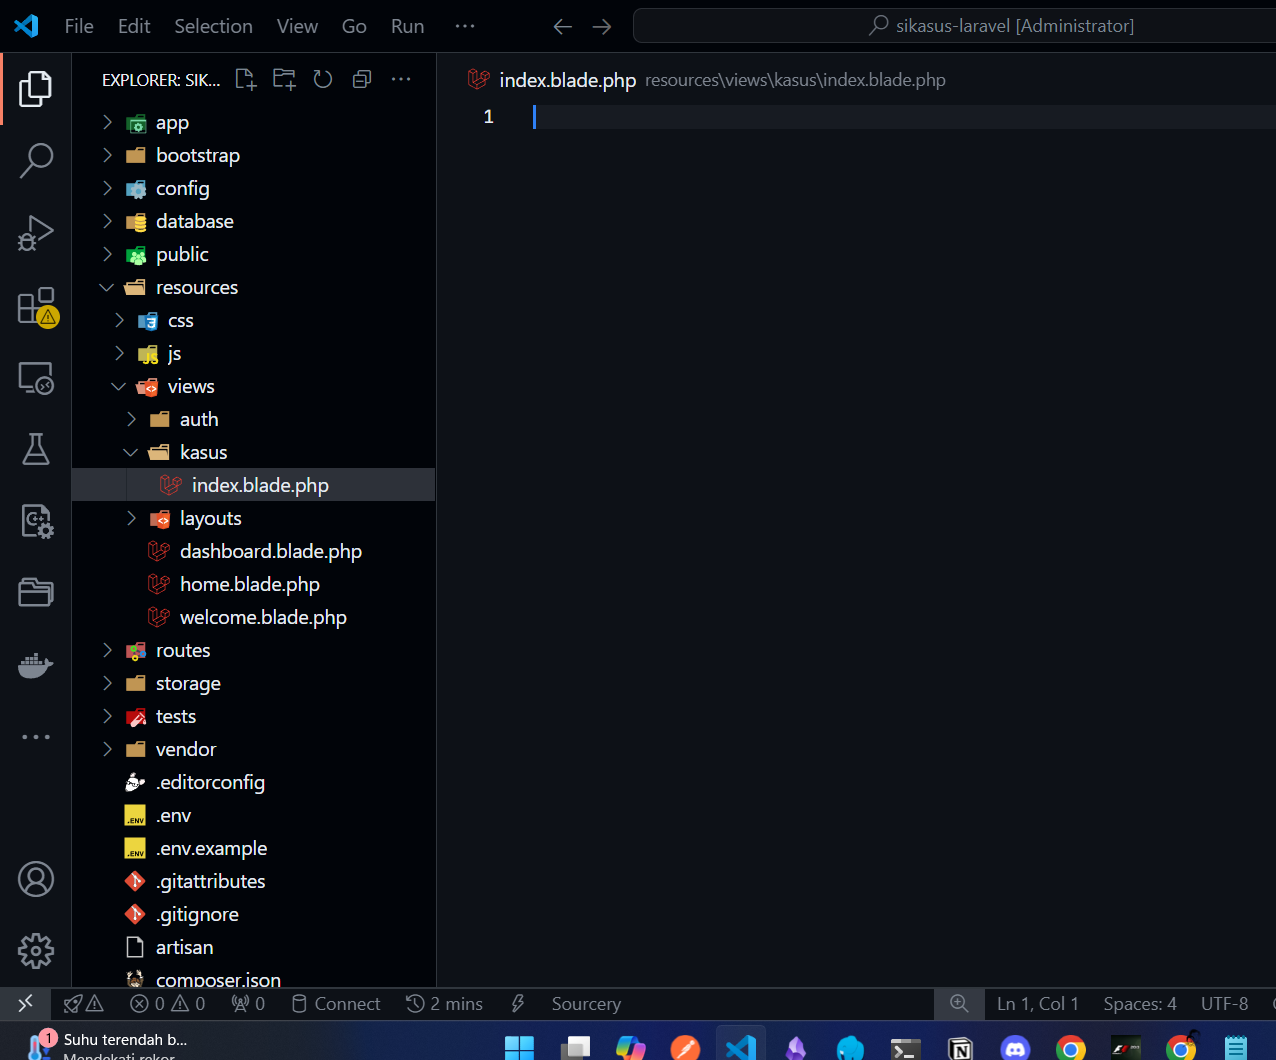 File Edit Selection View Go Run
sikasus-laravel [Administrator]
EXPLORER: SIK...
index.blade.php resources\views\kasus\index.blade.php
1
app
bootstrap
config
database
public
resources
css
js
views
auth
kasus
index.blade.php
layouts
dashboard.blade.php
home.blade.php
welcome.blade.php
routes
storage
tests
vendor
.editorconfig
.env
.env.example
.gitattributes
.gitignore
artisan
composer.json
0 0 0 Connect 2 mins Sourcery Ln 1, Col 1 Spaces: 4 UTF-8
1
Suhu terendah b...
Mendekati rekor